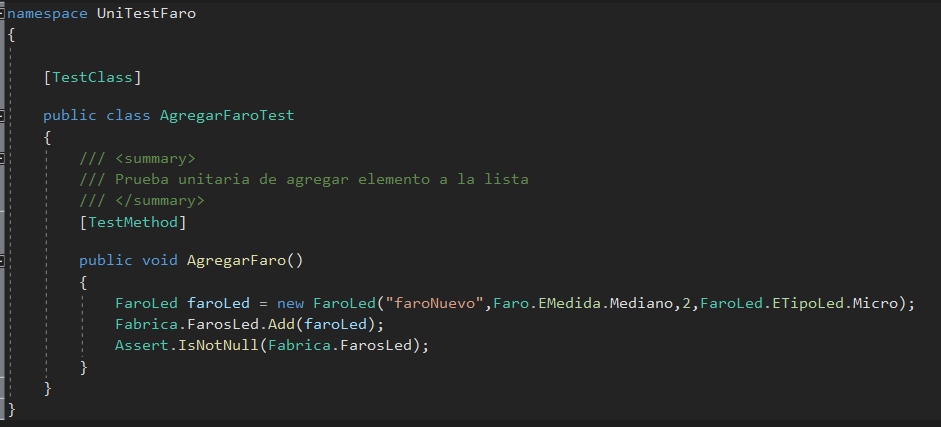 namespace UniTestFaro
{
[TestClass]
public class AgregarFaroTest
{
/// <summary>
/// Prueba unitaria de agregar elemento a la lista
/// </summary>
[TestMethod]
public void AgregarFaro()
{
FaroLed faroLed = new FaroLed("faroNuevo",Faro.EMedida.Mediano,2,FaroLed.ETipoLed.Micro);
Fabrica.FarosLed.Add(faroLed);
Assert.IsNotNull(Fabrica.FarosLed);
}
}
}